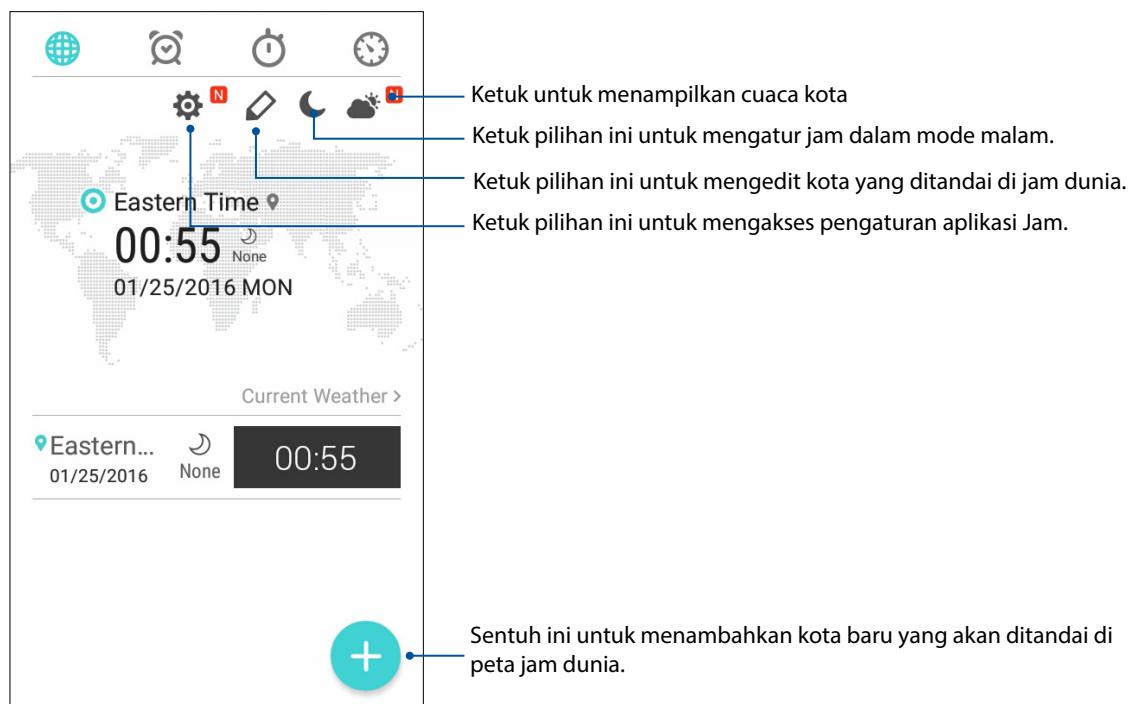 N
N
Ketuk untuk menampilkan cuaca kota
Ketuk pilihan ini untuk mengatur jam dalam mode malam.
Ketuk pilihan ini untuk mengedit kota yang ditandai di jam dunia.
Ketuk pilihan ini untuk mengakses pengaturan aplikasi Jam.
Eastern Time
00:55
None
01/25/2016 MON
Current Weather >
Eastern...
01/25/2016
None
00:55
Sentuh ini untuk menambahkan kota baru yang akan ditandai di
peta jam dunia.